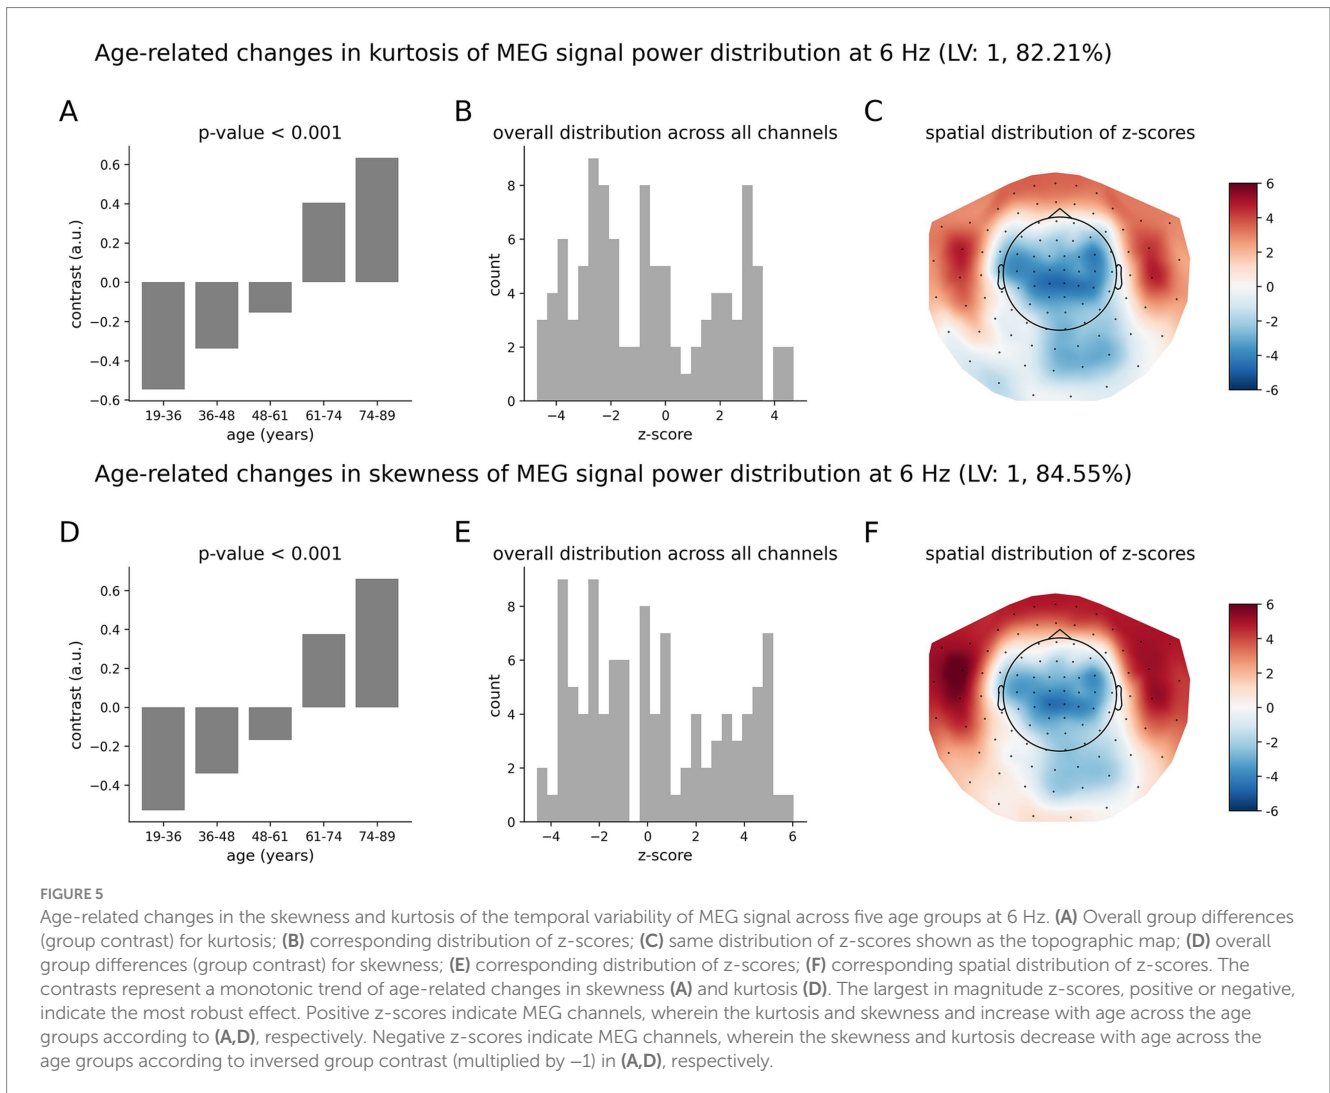 Age-related changes in kurtosis of MEG signal power distribution at 6 Hz (LV: 1, 82.21%)
A
p-value < 0.001
0.6
0.4
0.2
0.0
−0.2
−0.4
−0.6
contrast (a.u.)
19-36 36-48 48-61 61-74 74-89
age (years)
B
overall distribution across all channels
8
6
4
2
0
count
−4 −2 0 2 4
z-score
C
spatial distribution of z-scores
6
4
2
0
-2
-4
-6
Age-related changes in skewness of MEG signal power distribution at 6 Hz (LV: 1, 84.55%)
D
p-value < 0.001
0.6
0.4
0.2
0.0
−0.2
−0.4
contrast (a.u.)
19-36 36-48 48-61 61-74 74-89
age (years)
E
overall distribution across all channels
8
6
4
2
0
count
−4 −2 0 2 4 6
z-score
F
spatial distribution of z-scores
6
4
2
0
-2
-4
-6
FIGURE 5
Age-related changes in the skewness and kurtosis of the temporal variability of MEG signal across five age groups at 6 Hz. (A) Overall group differences
(group contrast) for kurtosis; (B) corresponding distribution of z-scores; (C) same distribution of z-scores shown as the topographic map; (D) overall
group differences (group contrast) for skewness; (E) corresponding distribution of z-scores; (F) corresponding spatial distribution of z-scores. The
contrasts represent a monotonic trend of age-related changes in skewness (A) and kurtosis (D). The largest in magnitude z-scores, positive or negative,
indicate the most robust effect. Positive z-scores indicate MEG channels, wherein the kurtosis and skewness and increase with age across the age
groups according to (A,D), respectively. Negative z-scores indicate MEG channels, wherein the skewness and kurtosis decrease with age across the
age groups according to inversed group contrast (multiplied by −1) in (A,D), respectively.